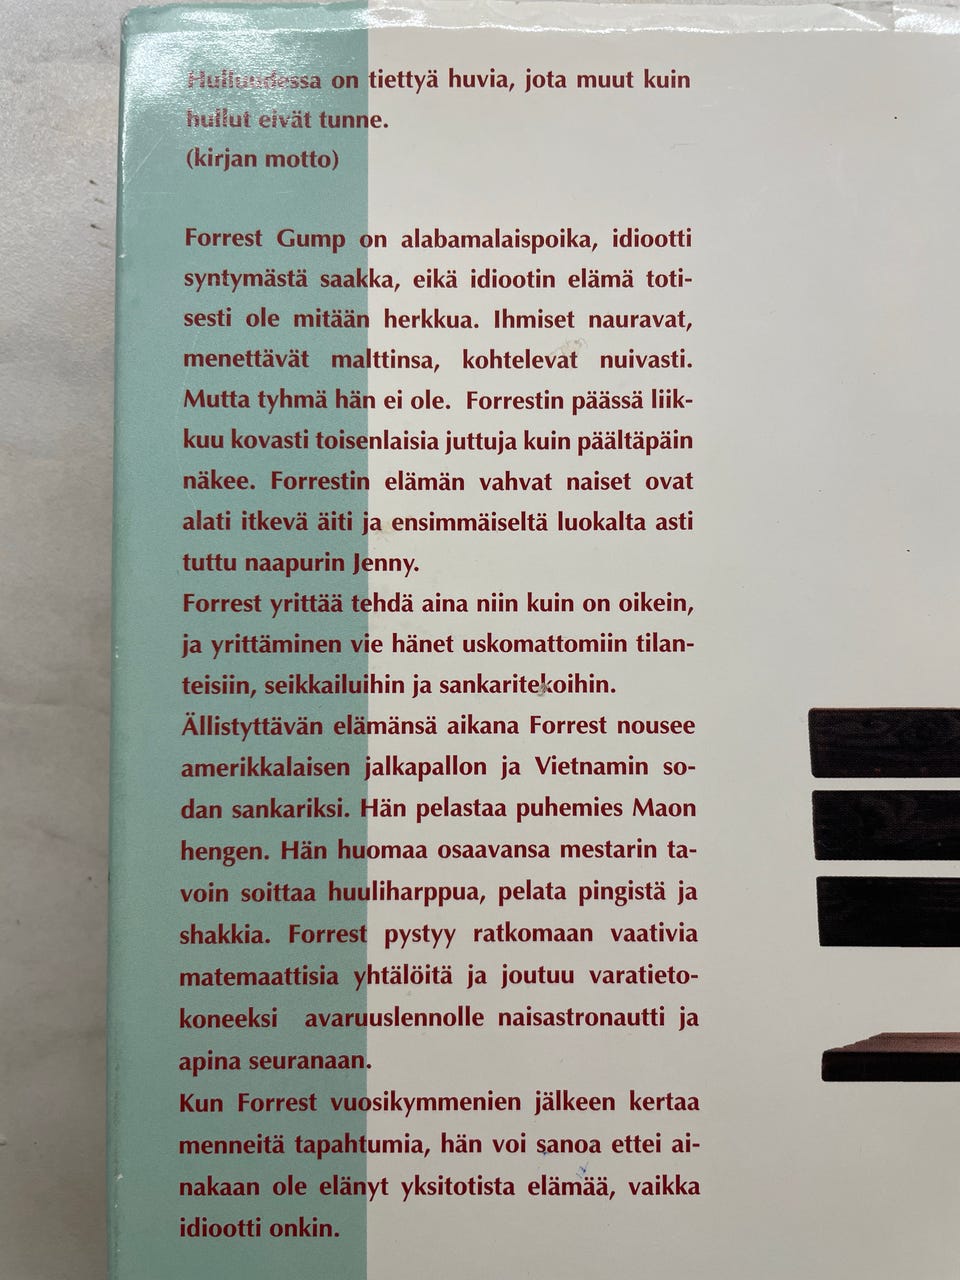 Hulluudessa on tiettyä huvia, jota muut kuin
hullut eivät tunne.
(kirjan motto)
Forrest Gump on alabamalaispoika, idiootti
syntymästä saakka, eikä idiootin elämä toti-
sesti ole mitään herkkua. Ihmiset nauravat,
menettävät malttinsa, kohtelevat nuivasti.
Mutta tyhmä hän ei ole. Forrestin päässä liik-
kuu kovasti toisenlaisia juttuja kuin päältäpäin
näkee. Forrestin elämän vahvat naiset ovat
alati itkevä äiti ja ensimmäiseltä luokalta asti
tuttu naapurin Jenny.
Forrest yrittää tehdä aina niin kuin on oikein,
ja yrittäminen vie hänet uskomattomiin tilan-
teisiin, seikkailuihin ja sankaritekoihin.
Ällistyttävän elämänsä aikana Forrest nousee
amerikkalaisen jalkapallon ja Vietnamin so-
dan sankariksi. Hän pelastaa puhemies Maon
hengen. Hän huomaa osaavansa mestarin ta-
voin soittaa huuliharppua, pelata pingistä ja
shakkia. Forrest pystyy ratkomaan vaativia
matemaattisia yhtälöitä ja joutuu varatieto-
koneeksi avaruuslennolle naisastronautti ja
apina seuranaan.
Kun Forrest vuosikymmenien jälkeen kertaa
menneitä tapahtumia, hän voi sanoa ettei ai-
nakaan ole elänyt yksitotista elämää, vaikka
idiootti onkin.